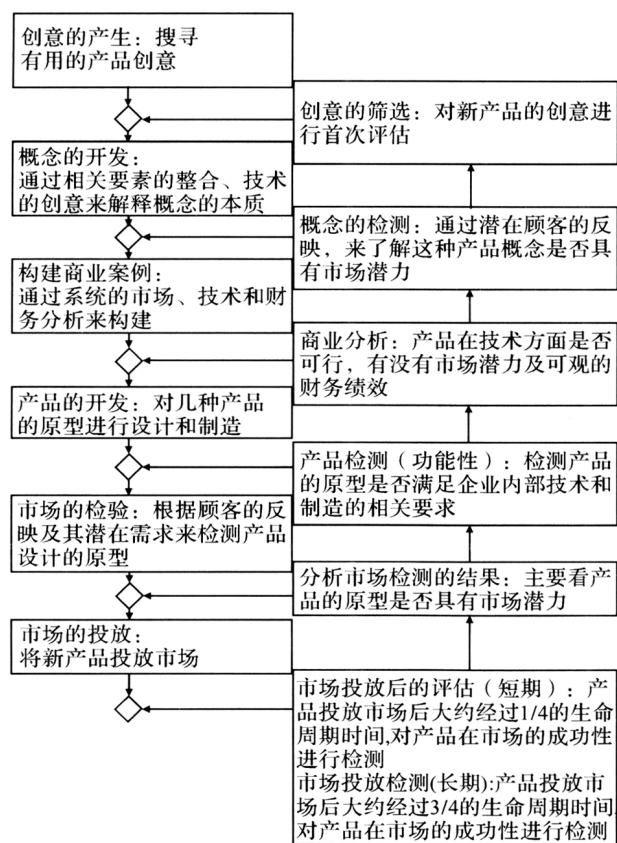 创意的产生：搜寻
有用的产品创意
创意的筛选：对新产品的创意进
行首次评估
概念的开发：
通过相关要素的整合、技术
的创意来解释概念的本质
概念的检测：通过潜在顾客的反
映，来了解这种产品概念是否具
有市场潜力
构建商业案例：
通过系统的市场、技术和财
务分析来构建
商业分析：产品在技术方面是否
可行，有没有市场潜力及可观的
财务绩效
产品的开发：对几种产品
的原型进行设计和制造
产品检测（功能性）：检测产品
的原型是否满足企业内部技术和
制造的相关要求
市场的检验：根据顾客的反
映及其潜在需求来检测产品
设计的原型
分析市场检测的结果：主要看产
品的原型是否具有市场潜力
市场的投放：
将新产品投放市场
市场投放后的评估（短期）：产
品投放市场后大约经过1/4的生命
周期时间,对产品在市场的成功性
进行检测
市场投放检测(长期):产品投放市
场后大约经过3/4的生命周期时间,
对产品在市场的成功性进行检测